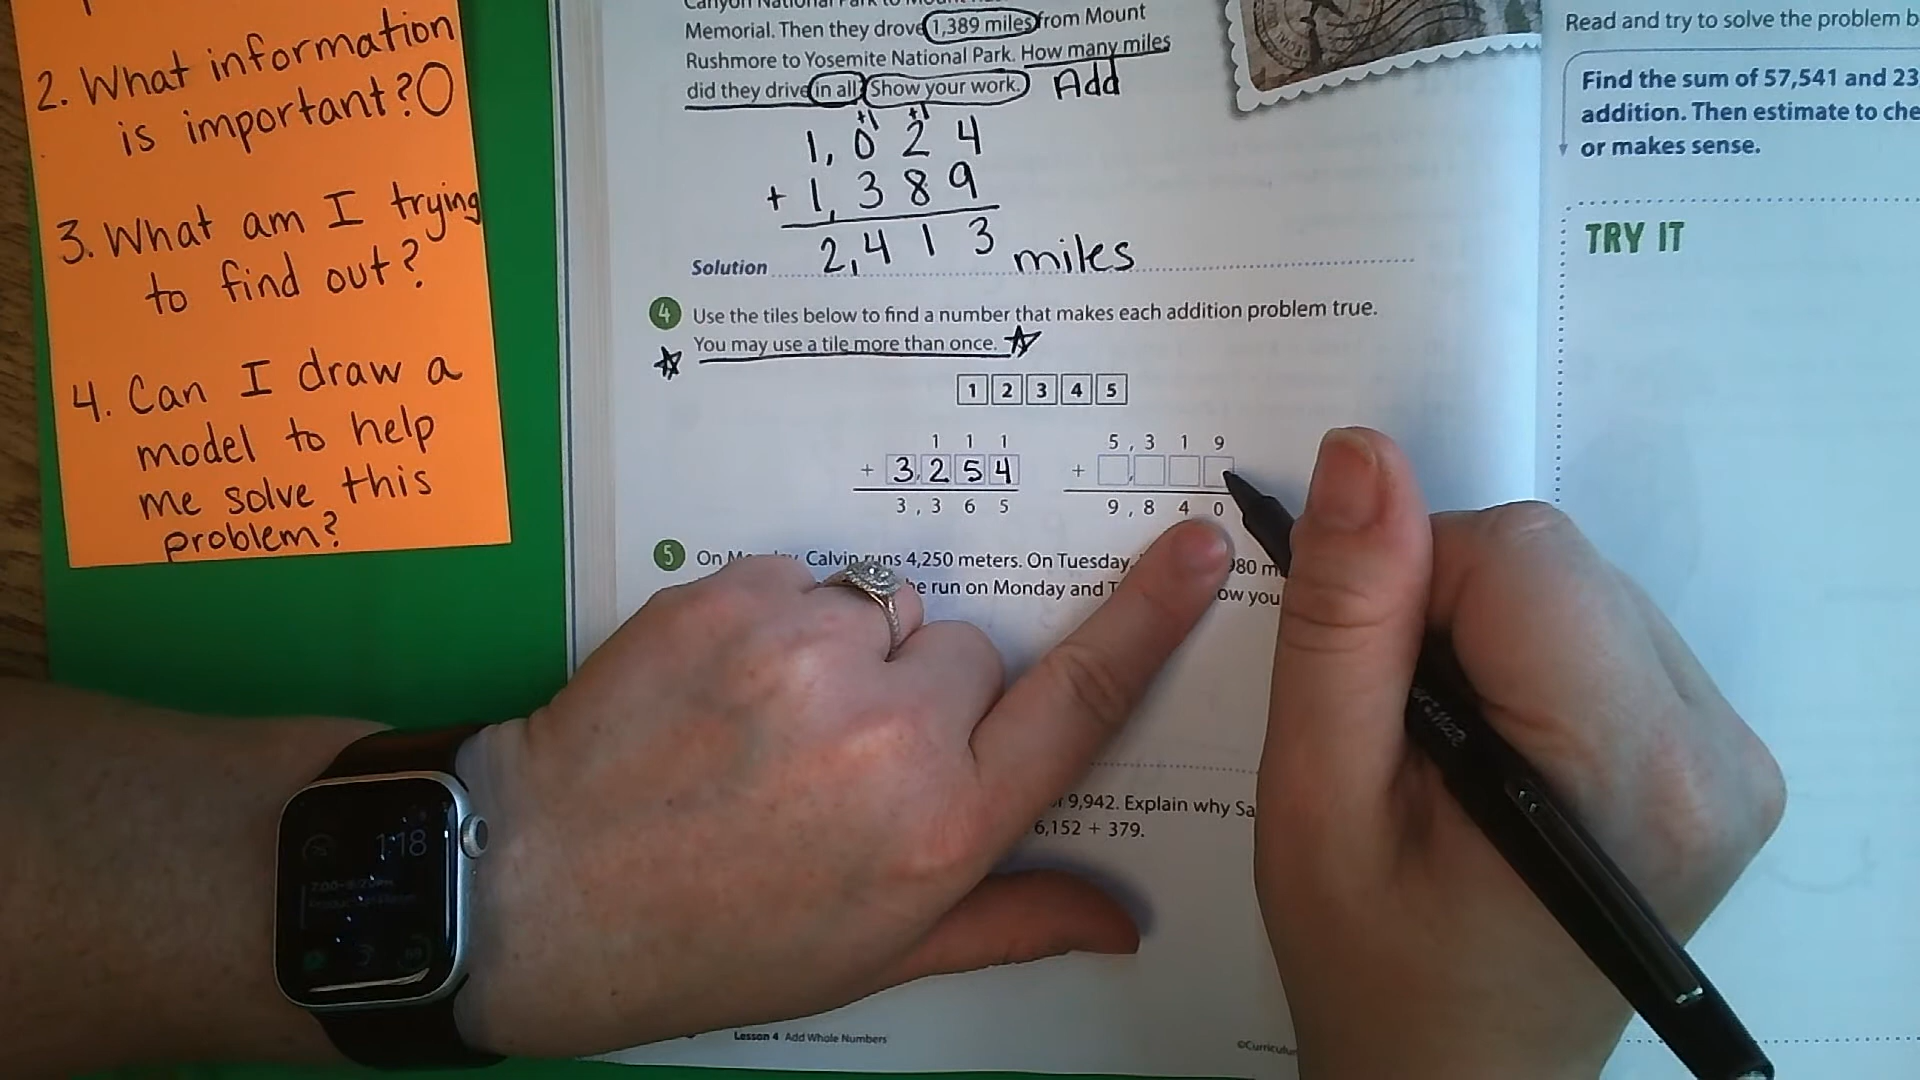 2. What information
is important?
3. What am I trying
to find out?
4. Can I draw a
model to help
me solve this
problem?
Memorial. Then they drove 1,389 miles from Mount
Rushmore to Yosemite National Park. How many miles
did they drive in all? Show your work. Add
+1 +1
1, 0 2 4
+ 1, 3 8 9
2, 4 1 3 miles
Solution
4 Use the tiles below to find a number that makes each addition problem true.
You may use a tile more than once.
1 2 3 4 5
1 1 1
+ 3, 2 5 4
3 , 3 6 5
5 , 3 1 9
+ ,
9 , 8 4 0
5 On Calvin runs 4,250 meters. On Tuesday,
run on Monday and
9,942. Explain why
6,152 + 379.
Lesson 4 Add Whole Numbers
Read and try to solve the problem
Find the sum of 57,541 and 23
addition. Then estimate to
or makes sense.
TRY IT
1:18